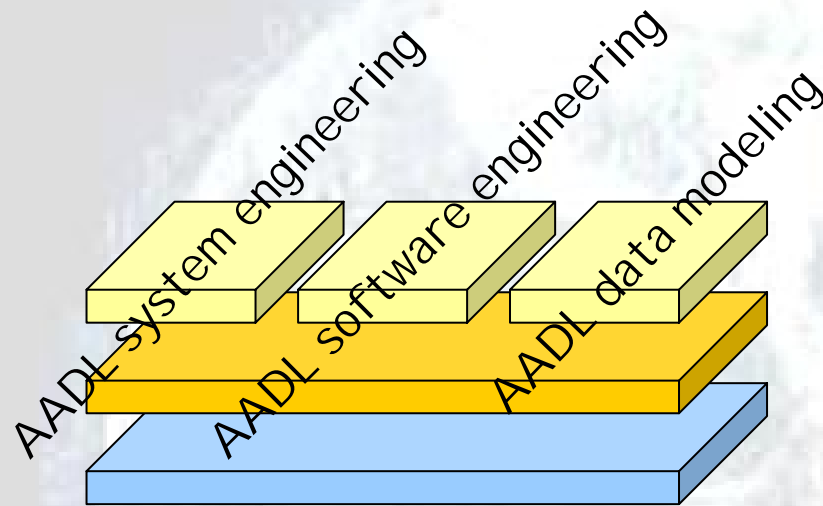 AADL system engineering
AADL software engineering
AADL data modeling